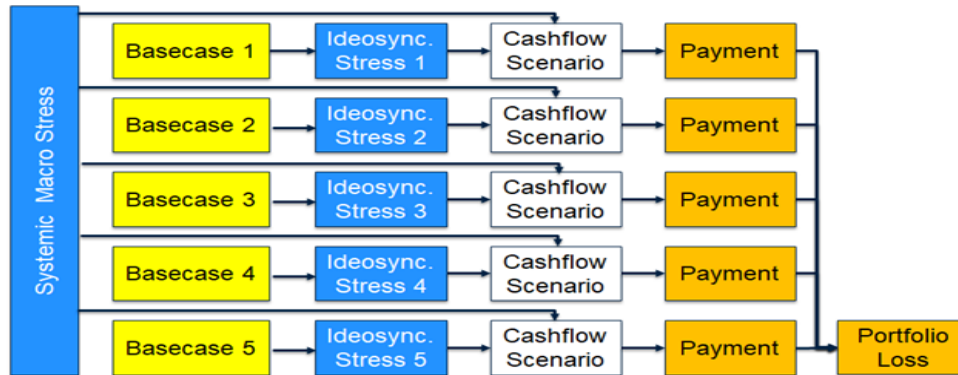 Systemic Macro Stress
Basecase 1
Ideosync.
Stress 1
Cashflow
Scenario
Payment
Basecase 2
Ideosync.
Stress 2
Cashflow
Scenario
Payment
Basecase 3
Ideosync.
Stress 3
Cashflow
Scenario
Payment
Basecase 4
Ideosync.
Stress 4
Cashflow
Scenario
Payment
Basecase 5
Ideosync.
Stress 5
Cashflow
Scenario
Payment
Portfolio
Loss